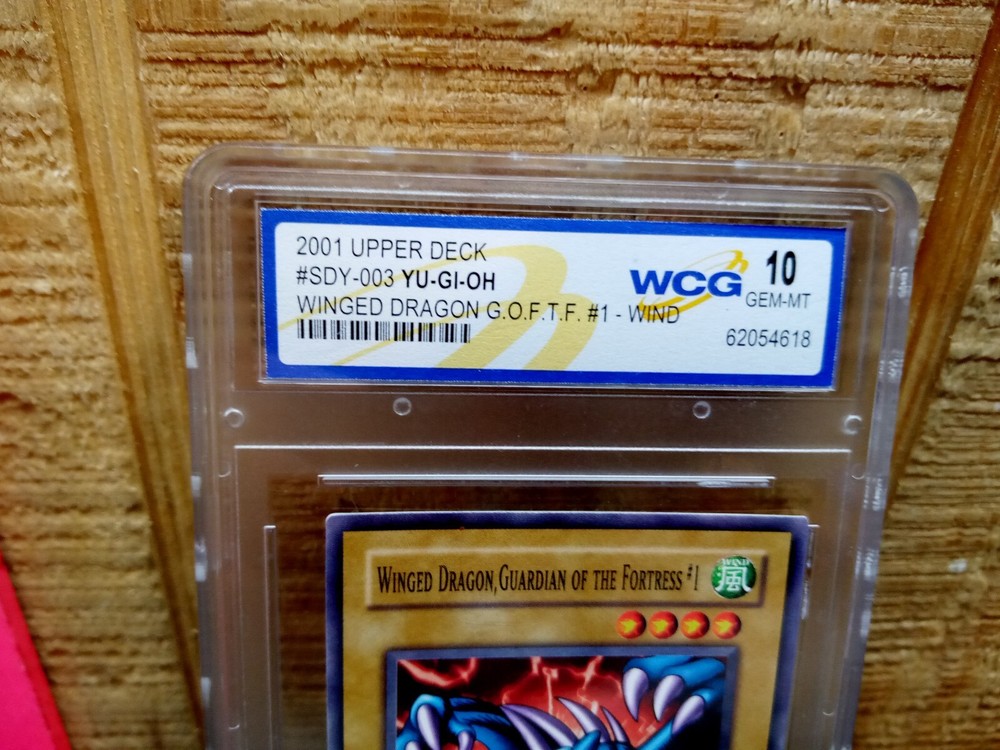 2001 UPPER DECK
#SDY-003 YU-GI-OH
WINGED DRAGON G.O.F.T.F. #1 - WIND
WCG
10
GEM-MT
62054618
WINGED DRAGON, GUARDIAN OF THE FORTRESS #1
WIND
風